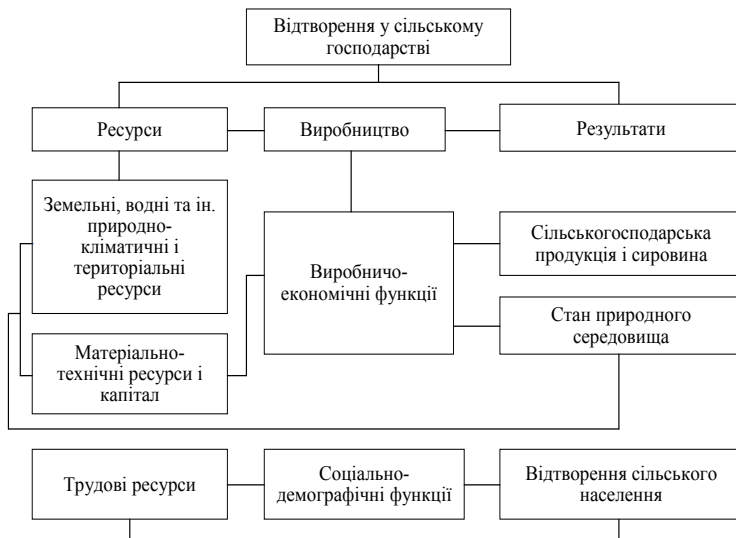 Відтворення у сільському
господарстві
Ресурси
Виробництво
Результати
Земельні, водні та ін.
природно-
кліматичні і
територіальні
ресурси
Виробничо-
економічні функції
Сільськогосподарська
продукція і сировина
Стан природного
середовища
Матеріально-
технічні ресурси і
капітал
Трудові ресурси
Соціально-
демографічні функції
Відтворення сільського
населення